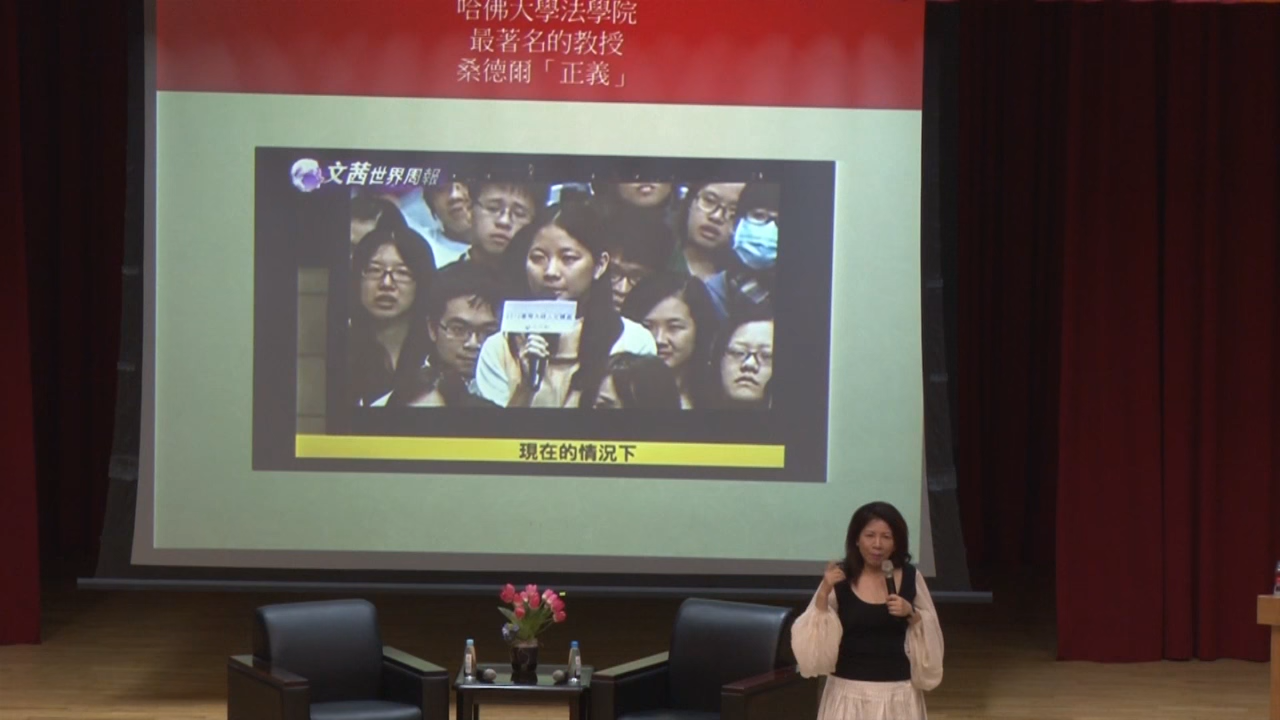 哈佛大學法學院
最著名的教授
桑德爾「正義」
文茜世界周報
現在的情況下